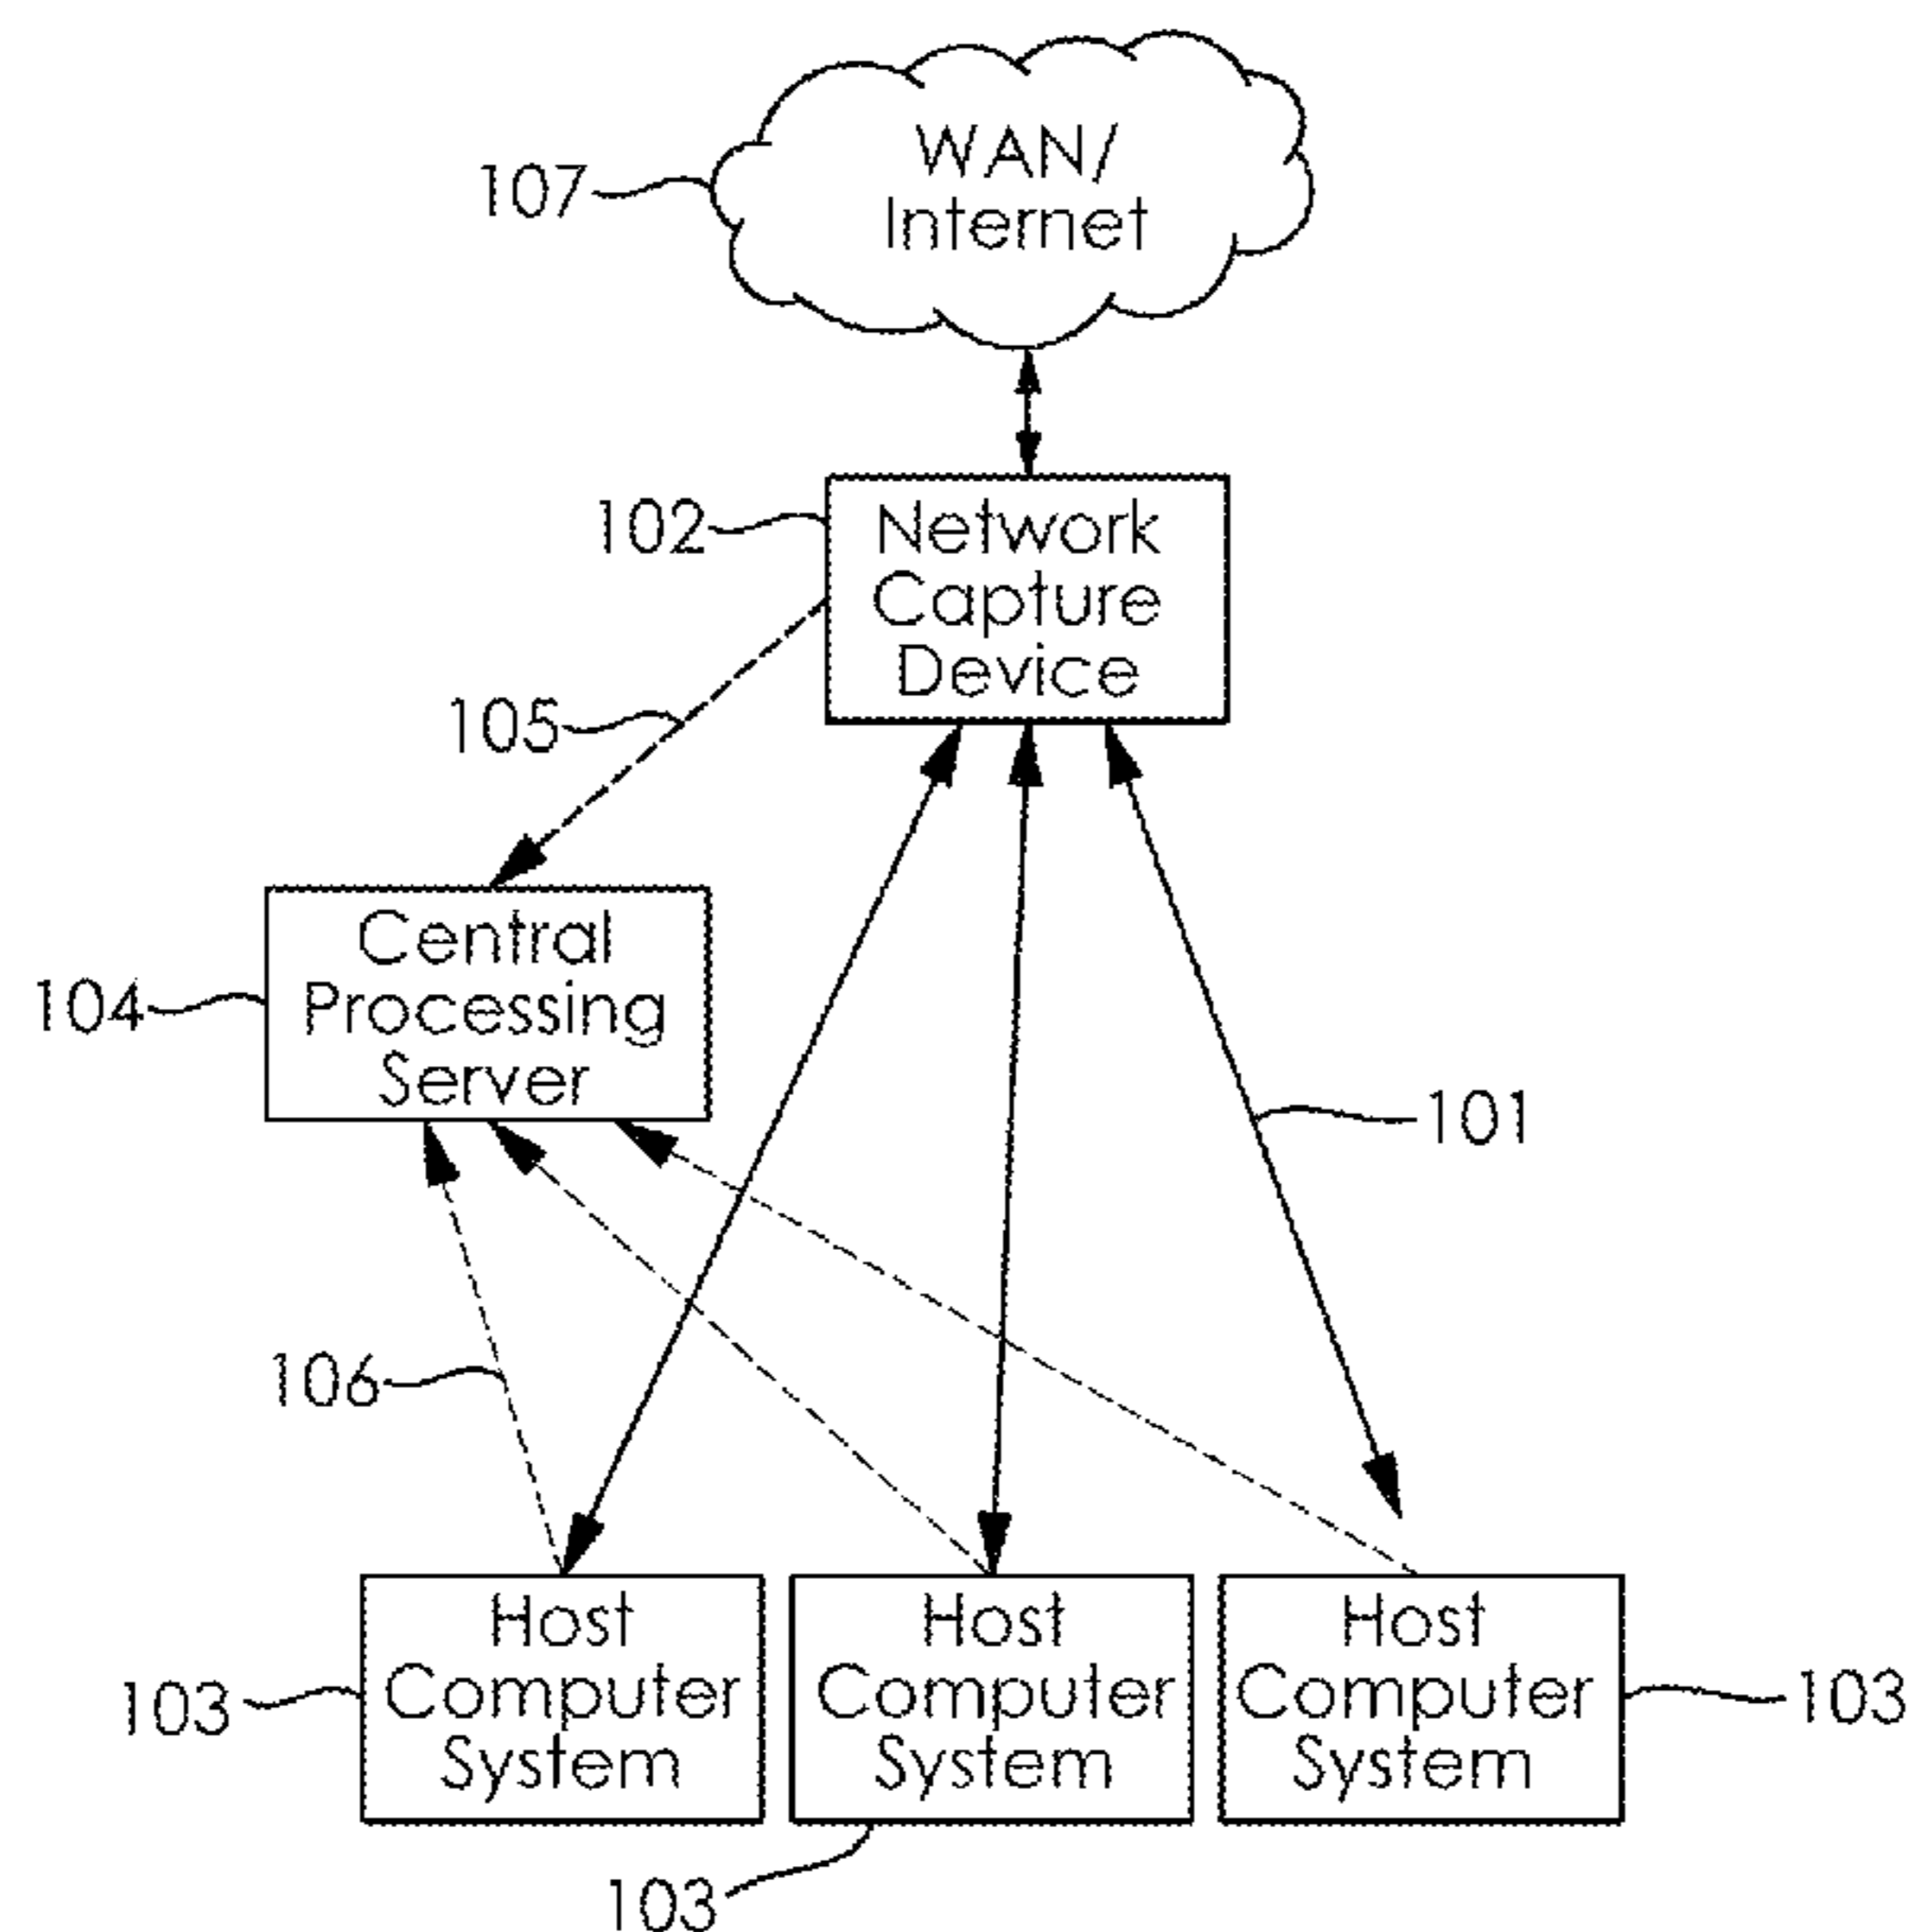 WAN/
Internet
107
102
Network
Capture
Device
105
104
Central
Processing
Server
101
106
Host
Computer
System
Host
Computer
System
Host
Computer
System
103
103
103